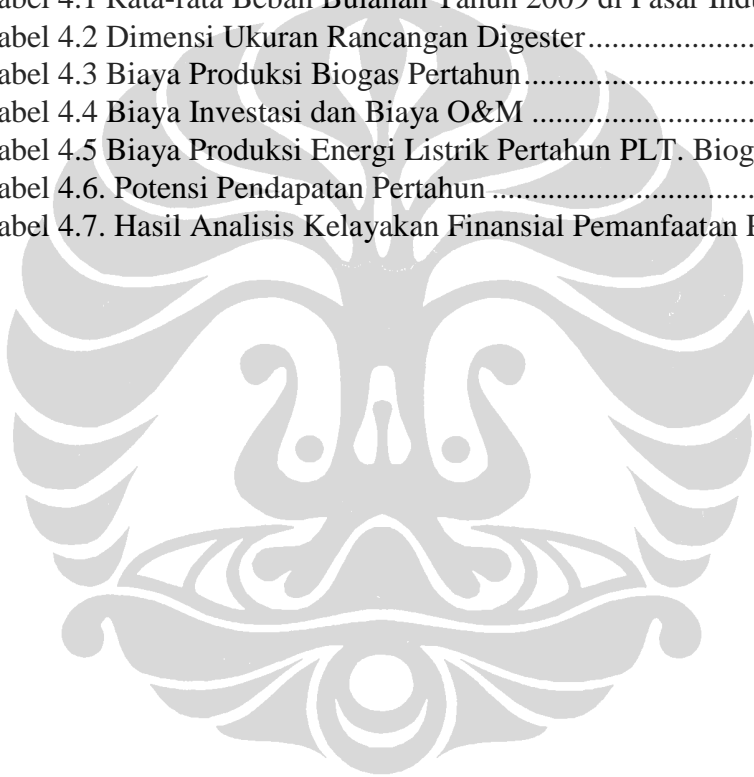 abel 4.1 Rata-rata Beban Bulanan Tahun 2009 di Pasar Indu
abel 4.2 Dimensi Ukuran Rancangan Digester...........................
abel 4.3 Biaya Produksi Biogas Pertahun....................................
abel 4.4 Biaya Investasi dan Biaya O&M ...................................
abel 4.5 Biaya Produksi Energi Listrik Pertahun PLT. Biog
abel 4.6. Potensi Pendapatan Pertahun ........................................
abel 4.7. Hasil Analisis Kelayakan Finansial Pemanfaatan